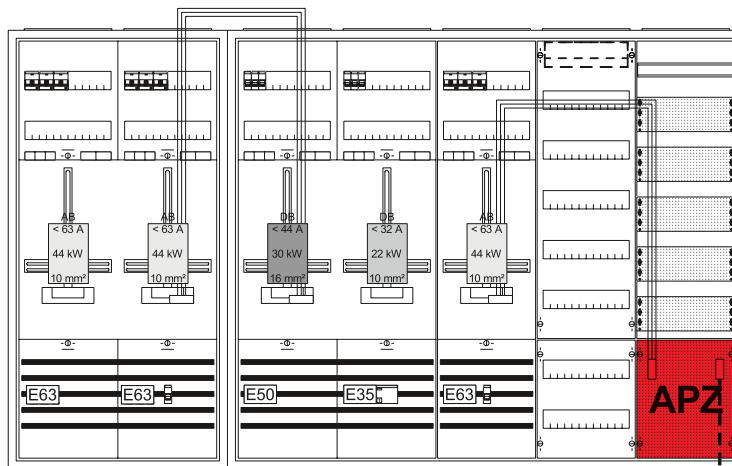 AB
< 63 A
44 kW
10 mm²
AB
< 63 A
44 kW
10 mm²
DB
< 44 A
30 kW
16 mm²
DB
< 32 A
22 kW
10 mm²
AB
< 63 A
44 kW
10 mm²
E63
E63
E50
E35
E63
APZ